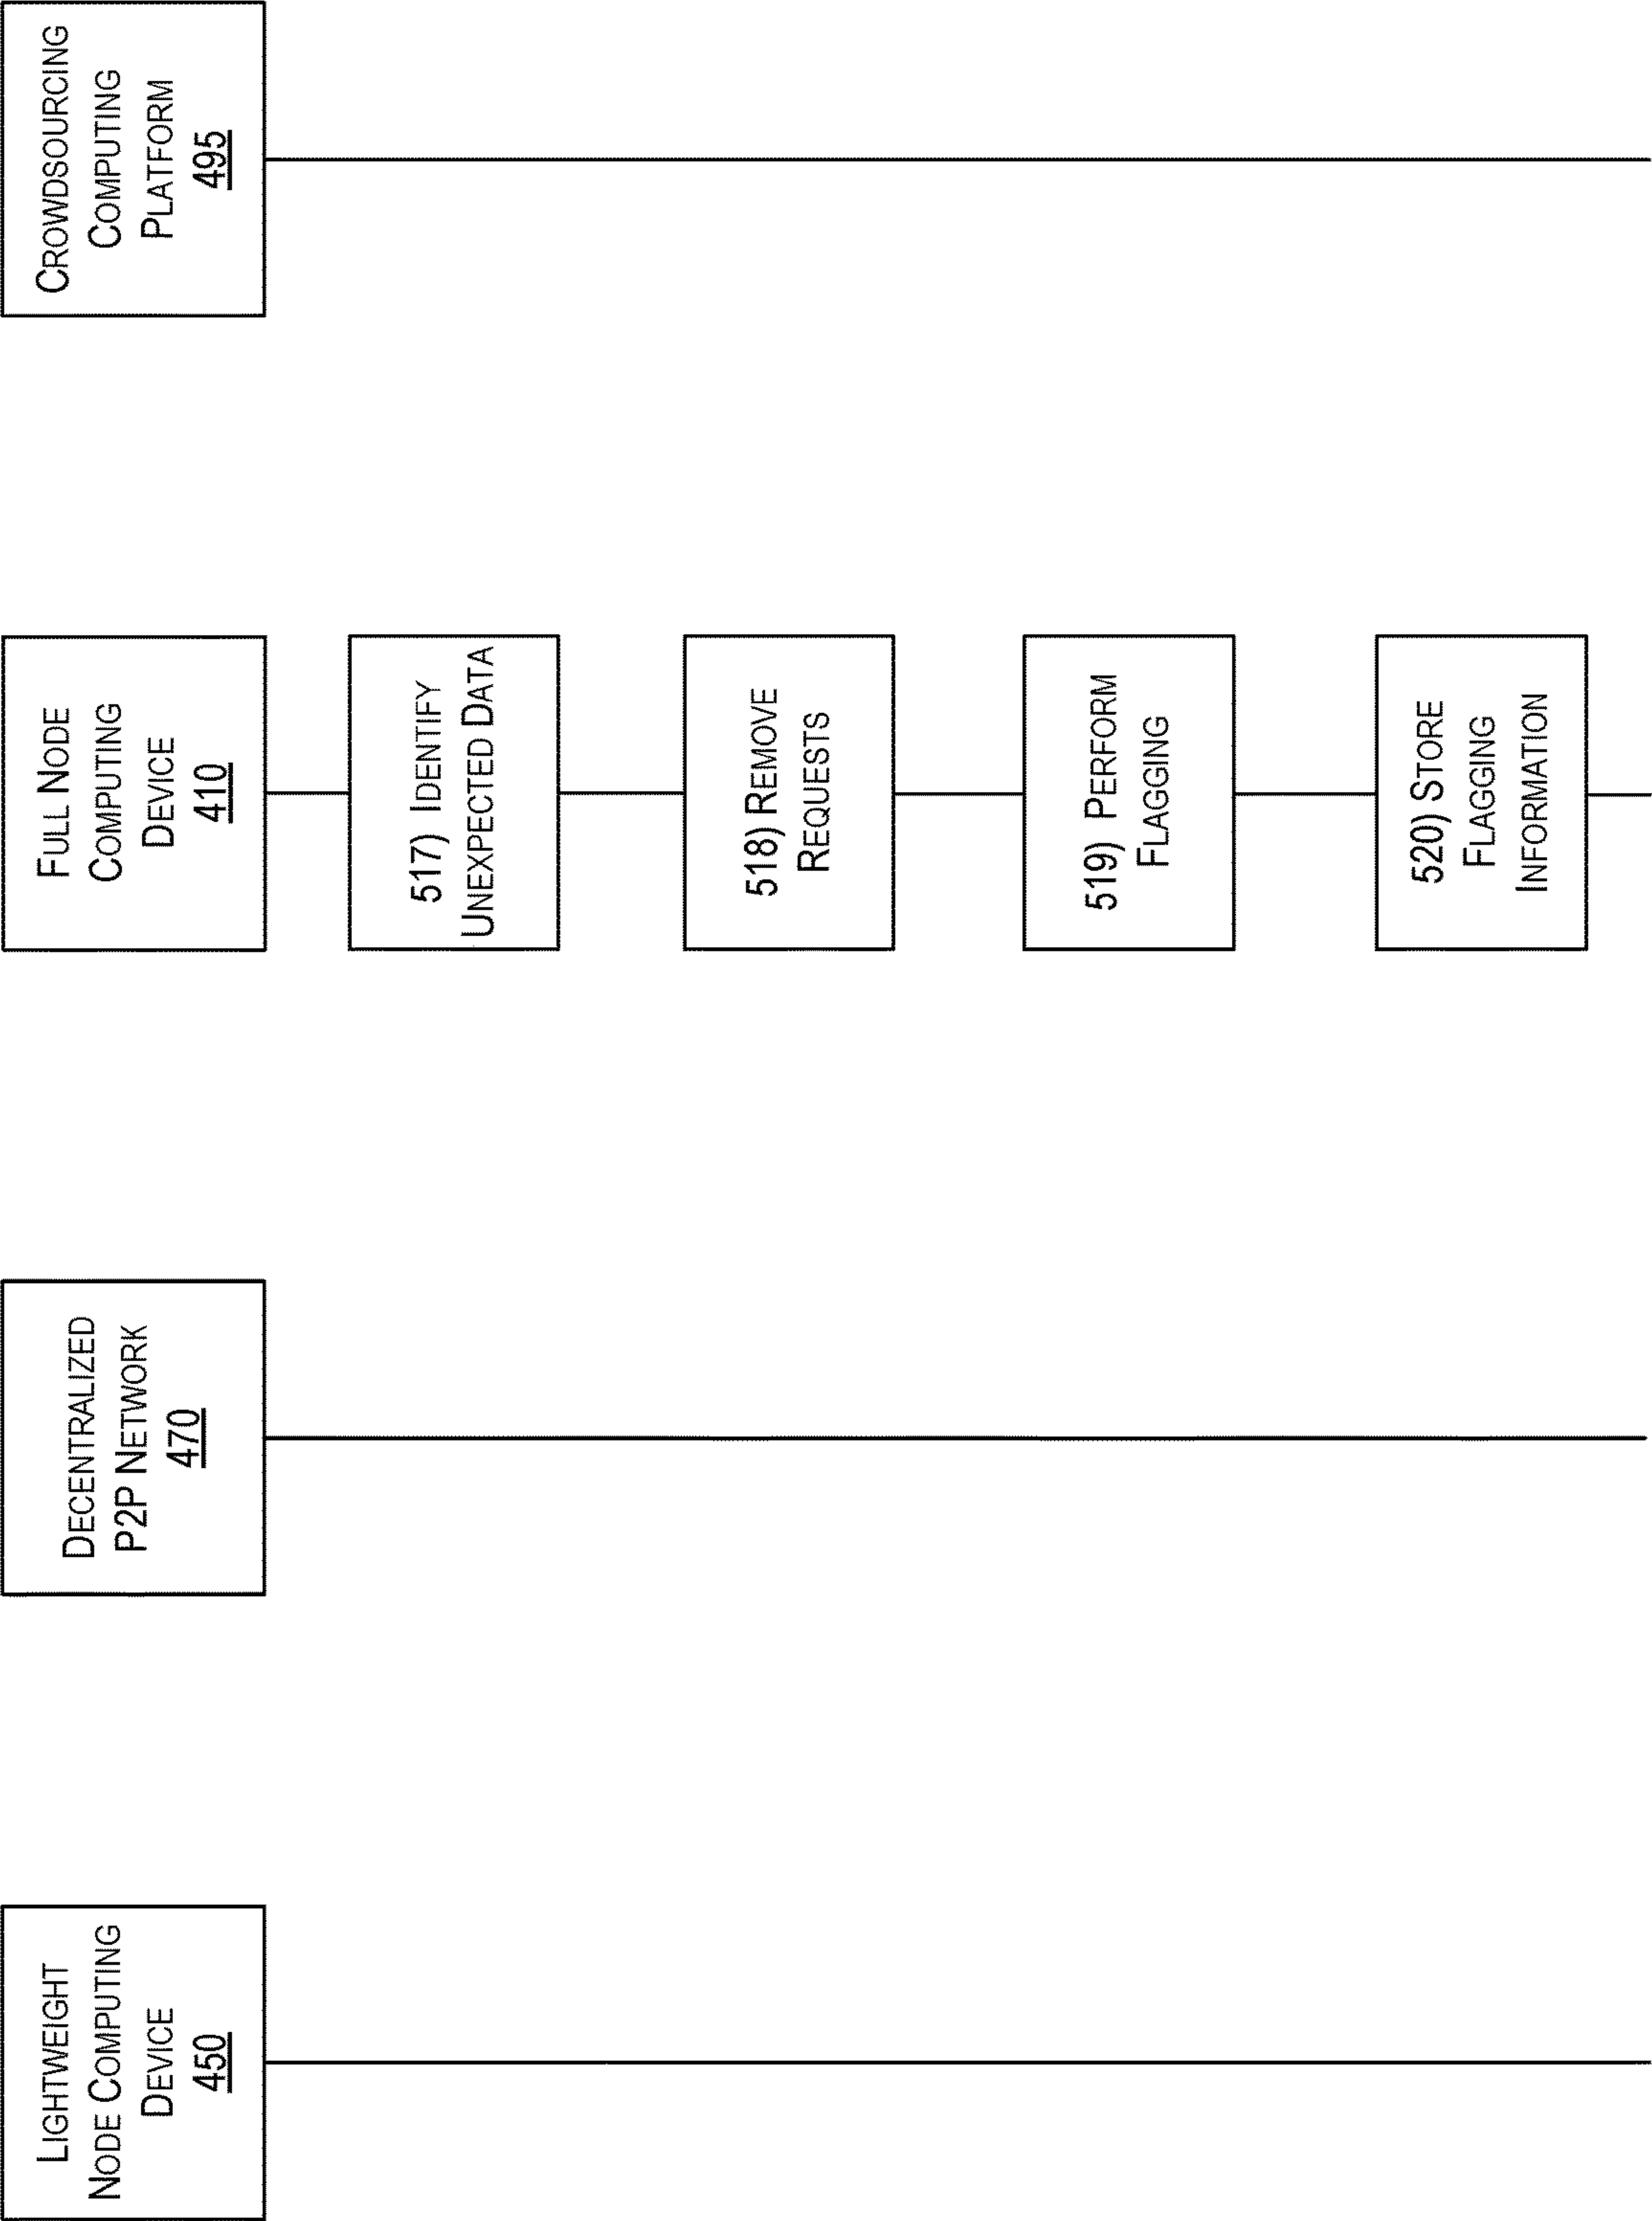 LIGHTWEIGHT
NODE COMPUTING
DEVICE
450
DECENTRALIZED
P2P NETWORK
470
FULL NODE
COMPUTING
DEVICE
410
CROWDSOURCING
COMPUTING
PLATFORM
495
517) IDENTIFY
UNEXPECTED DATA
518) REMOVE
REQUESTS
519) PERFORM
FLAGGING
520) STORE
FLAGGING
INFORMATION